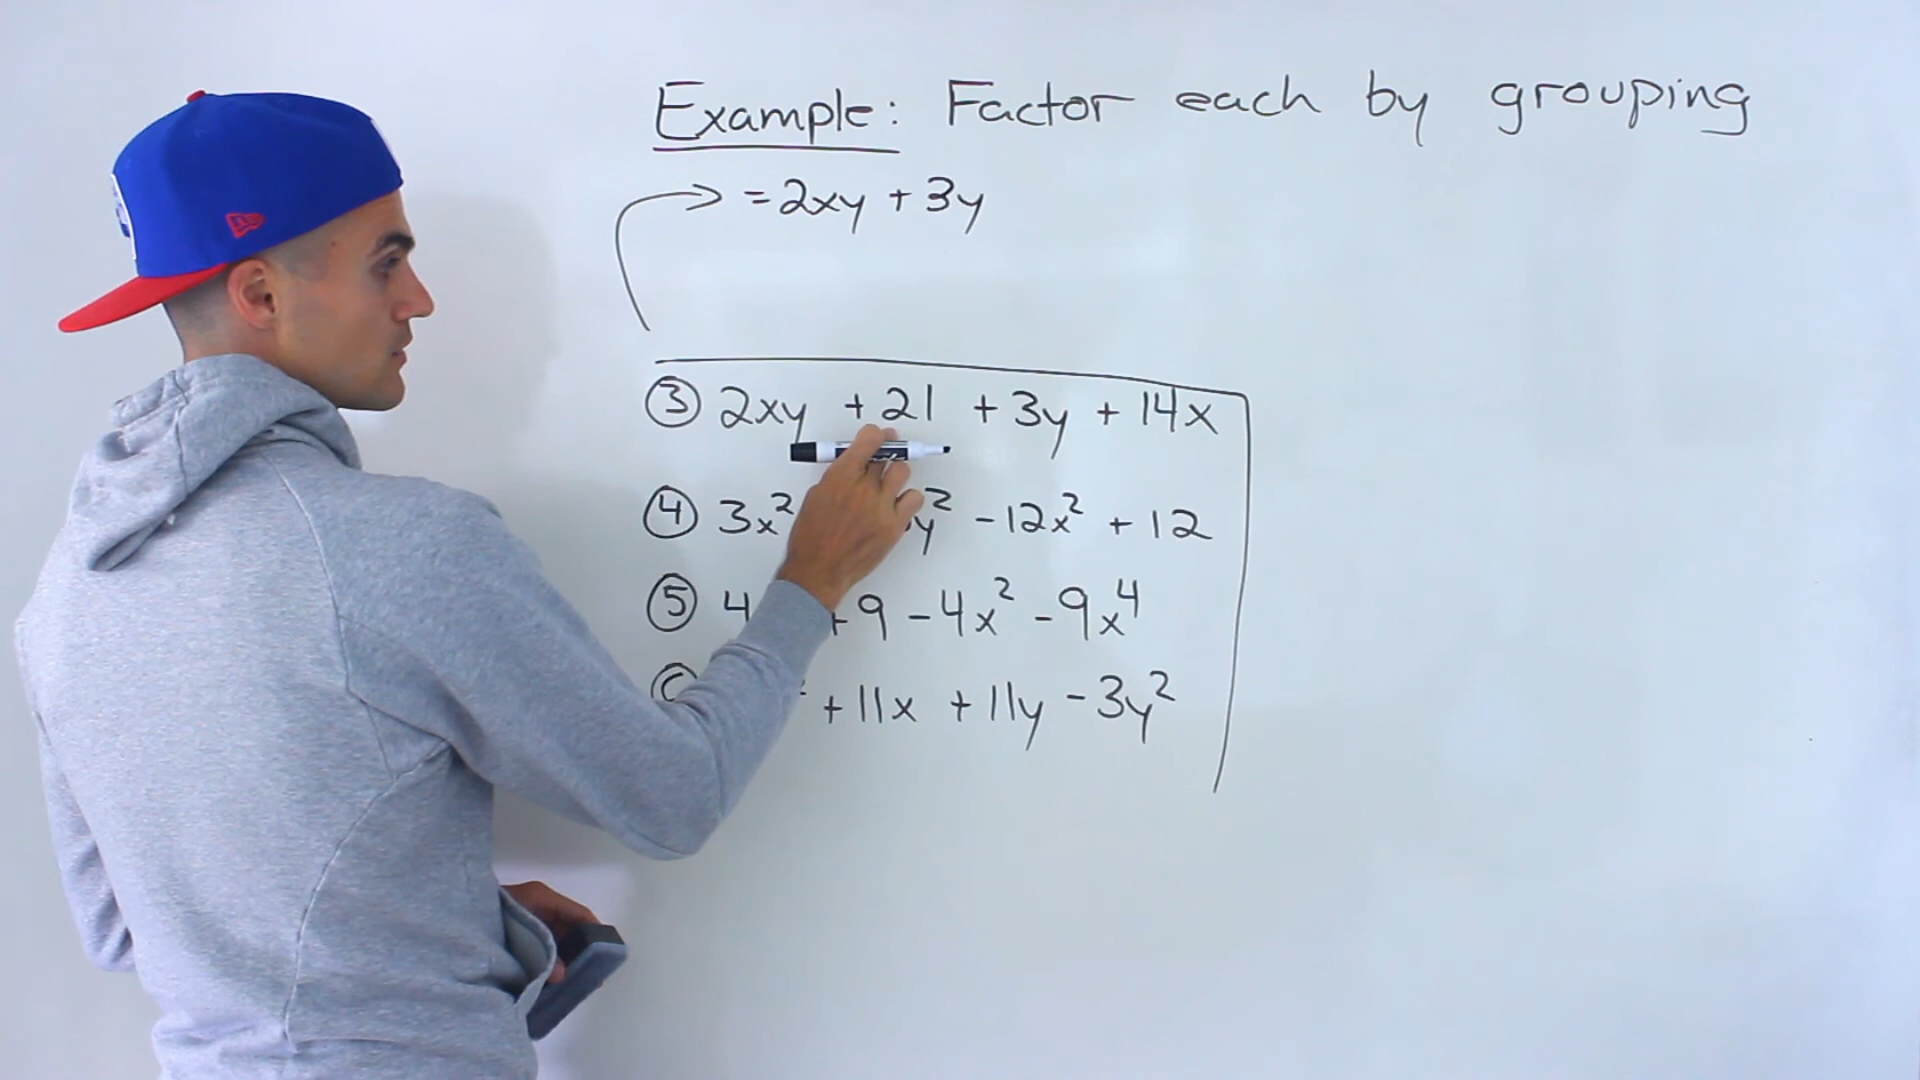 Example: Factor each by grouping
= 2xy + 3y
③ 2xy + 21 + 3y + 14x
④ 3x² y² - 12x² + 12
⑤ 4 + 9 - 4x² - 9x⁴
+ 11x + 11y - 3y²